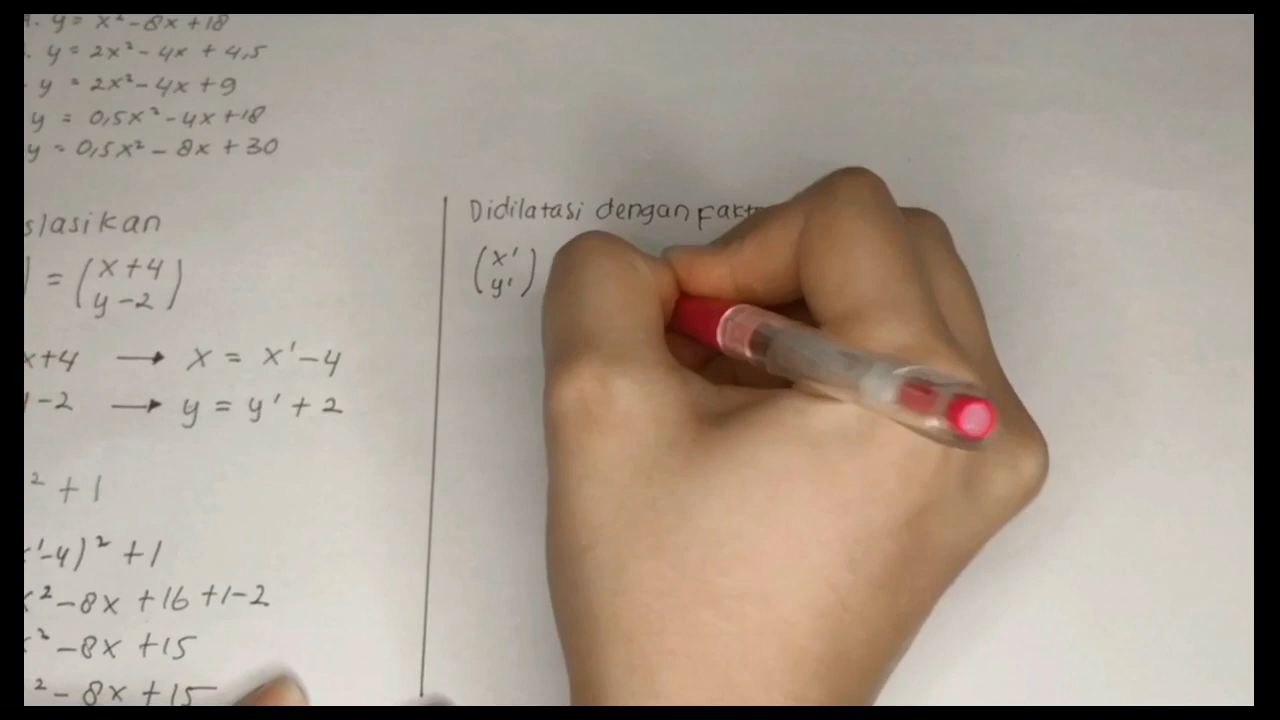 y = x² - 8x + 18
y = 2x² - 4x + 4,5
y = 2x² - 4x + 9
y = 0,5x² - 4x + 18
y = 0,5x² - 8x + 30
slasikan
) = (x+4
y-2)
x+4 → x = x' - 4
-2 → y = y' + 2
² + 1
'-4)² + 1
² - 8x + 16 + 1 - 2
² - 8x + 15
² - 8x + 15
Didilatasi dengan fakt
(x'
y')